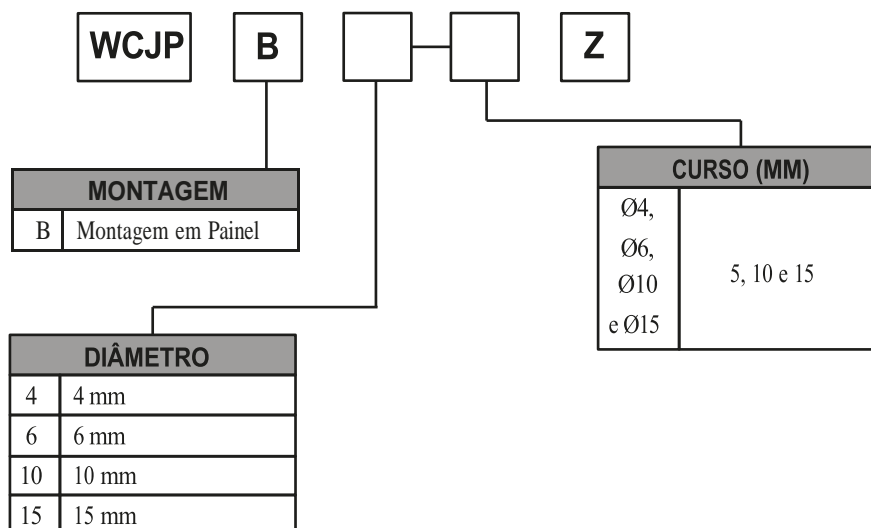 WCJP B Z
MONTAGEM
B Montagem em Painel
CURSO (MM)
Ø4,
Ø6,
Ø10
e Ø15
5, 10 e 15
DIÂMETRO
4 4 mm
6 6 mm
10 10 mm
15 15 mm